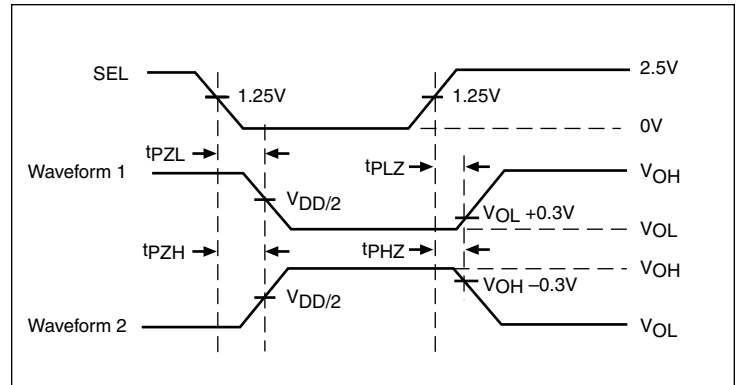 SEL
2.5V
1.25V
1.25V
0V
tPZL
tPLZ
Waveform 1
VOH
VDD/2
VOL +0.3V
VOL
tPZH
tPHZ
VOH
VDD/2
VOH –0.3V
Waveform 2
VOL